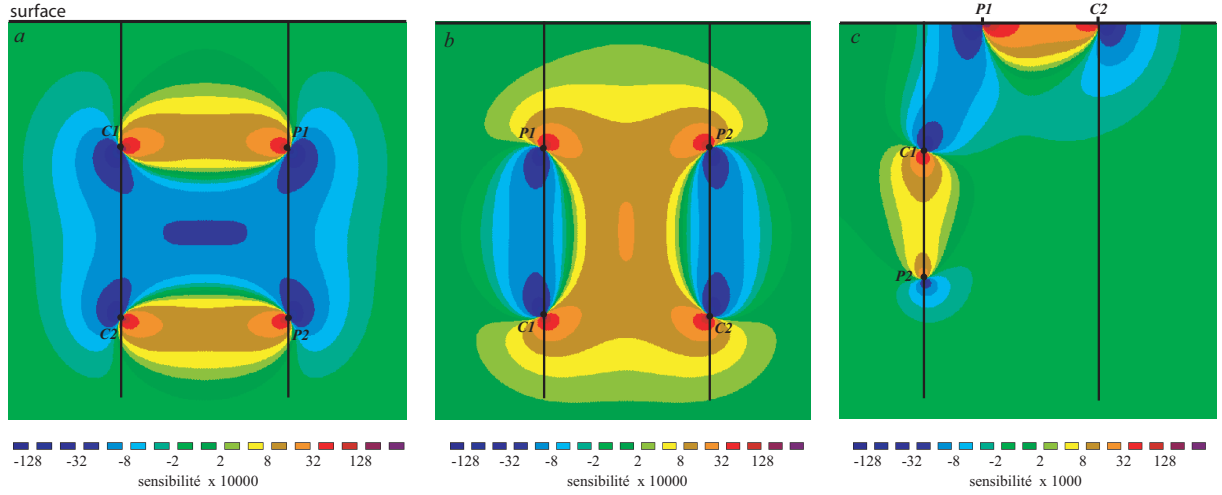 surface
a
C1
P1
C2
P2
-128 -32 -8 -2 2 8 32 128
sensibilité x 10000
b
P1
P2
C1
C2
-128 -32 -8 -2 2 8 32 128
sensibilité x 10000
P1 C2
c
C1
P2
-128 -32 -8 -2 2 8 32 128
sensibilité x 1000